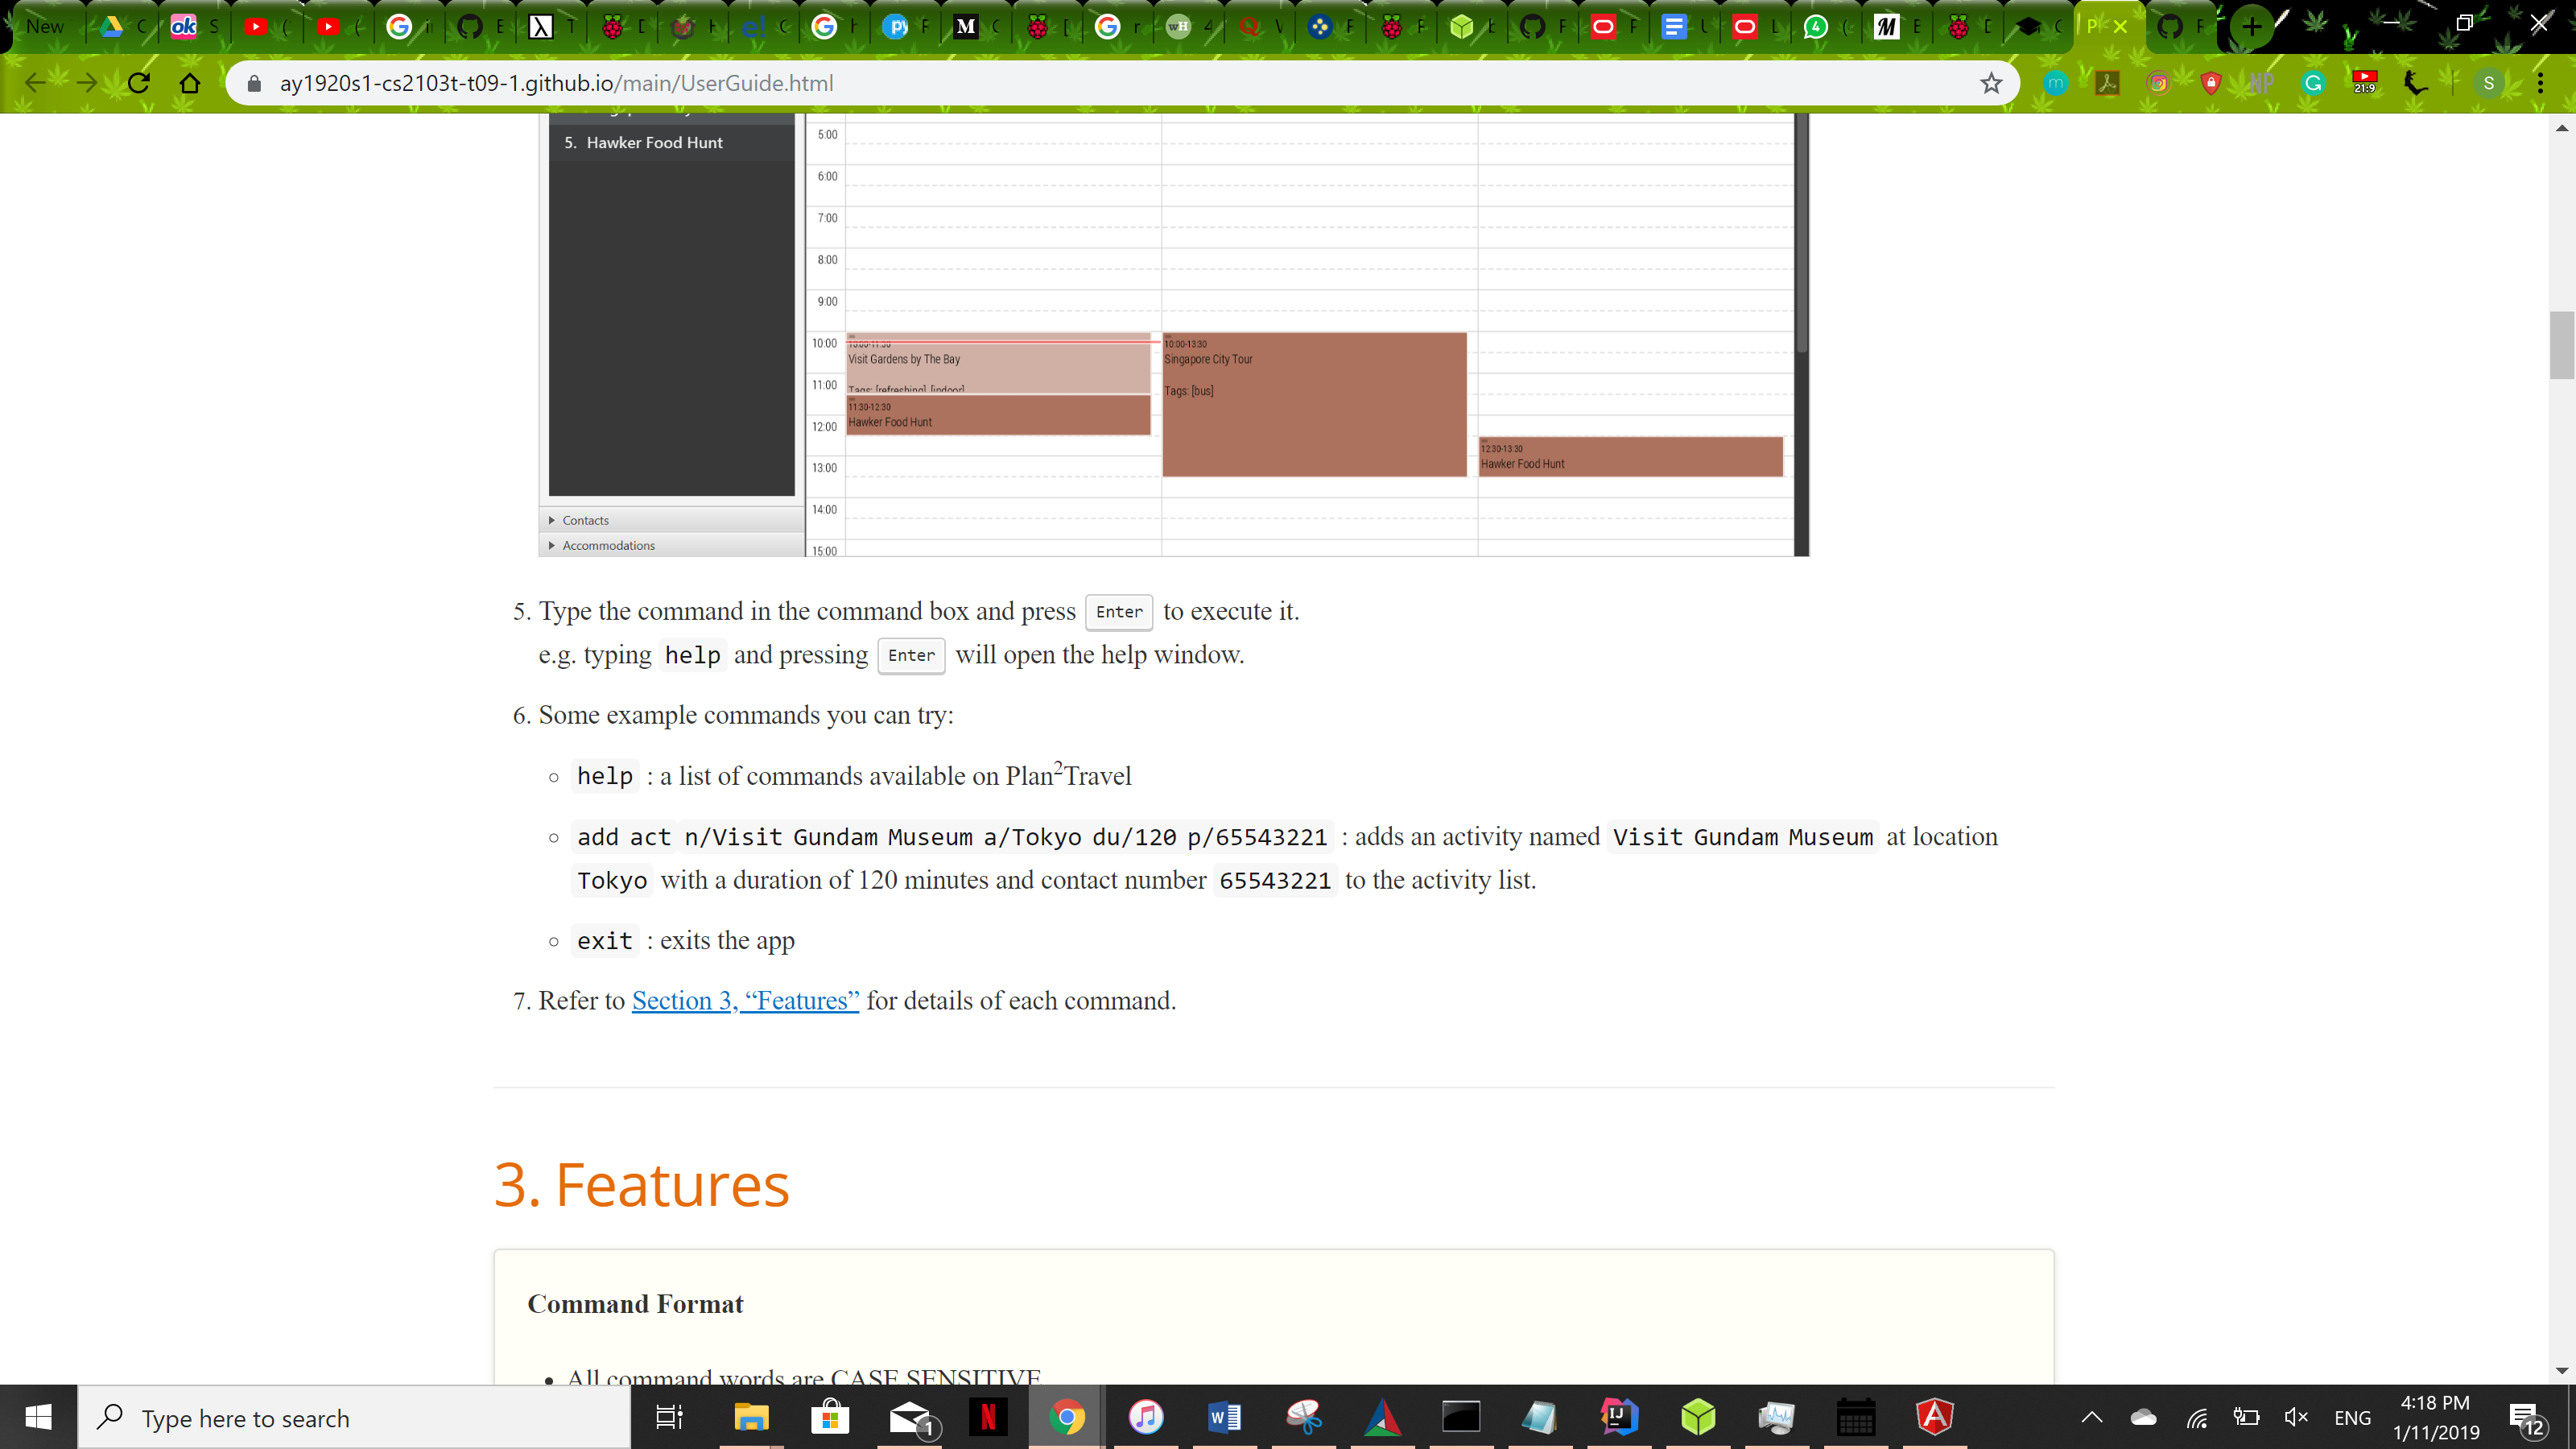 New
ay1920s1-cs2103t-t09-1.github.io/main/UserGuide.html
21:9
S
5. Hawker Food Hunt
5:00
6:00
7:00
8:00
9:00
10:00
11:00
12:00
13:00
14:00
15:00
10:00-11:30
Visit Gardens by The Bay
Tags: [refreshing], [indoor]
11:30-12:30
Hawker Food Hunt
10:00-13:30
Singapore City Tour
Tags: [bus]
12:30-13:30
Hawker Food Hunt
Contacts
Accommodations
5. Type the command in the command box and press Enter to execute it.
e.g. typing help and pressing Enter will open the help window.
6. Some example commands you can try:
help : a list of commands available on Plan²Travel
add act n/Visit Gundam Museum a/Tokyo du/120 p/65543221 : adds an activity named Visit Gundam Museum at location
Tokyo with a duration of 120 minutes and contact number 65543221 to the activity list.
exit : exits the app
7. Refer to Section 3, “Features” for details of each command.
3. Features
Command Format
All command words are CASE SENSITIVE
Type here to search
1
ENG
4:18 PM
1/11/2019
12